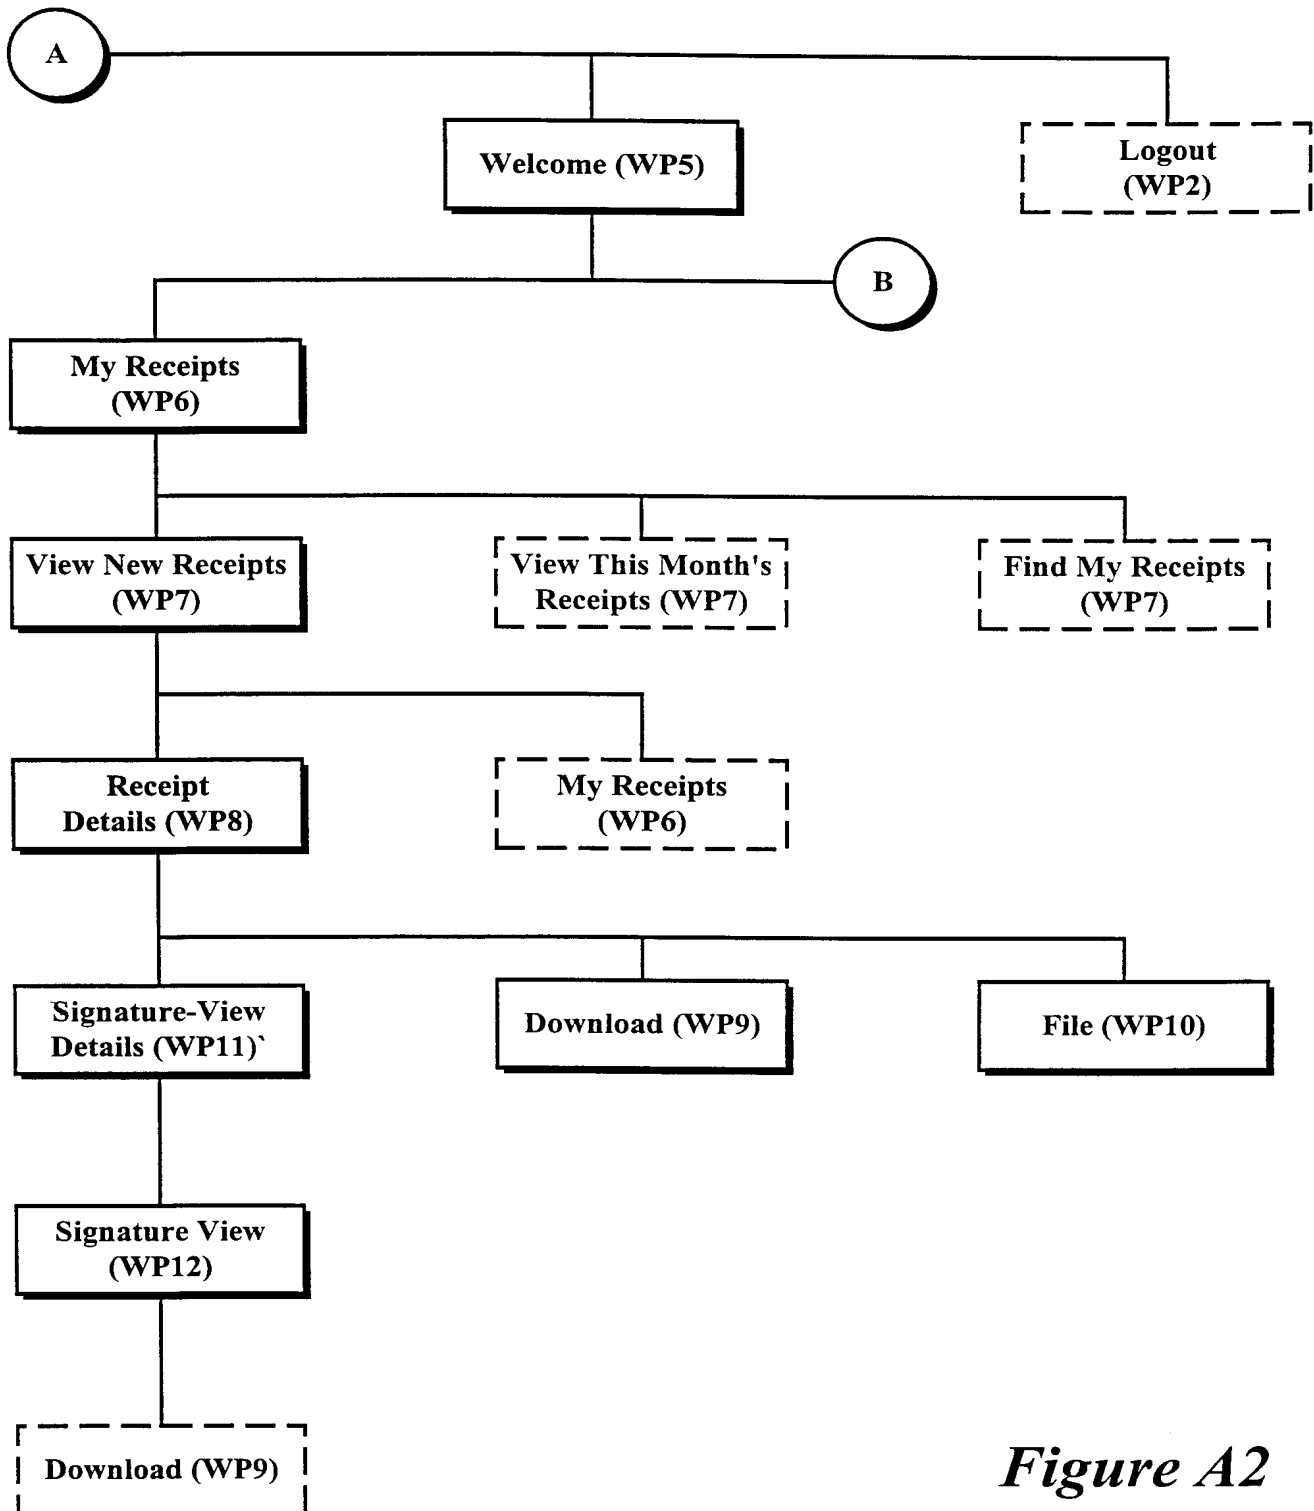 A
Welcome (WP5)
Logout
(WP2)
B
My Receipts
(WP6)
View New Receipts
(WP7)
View This Month's
Receipts (WP7)
Find My Receipts
(WP7)
Receipt
Details (WP8)
My Receipts
(WP6)
Signature-View
Details (WP11)`
Download (WP9)
File (WP10)
Signature View
(WP12)
Download (WP9)
Figure A2